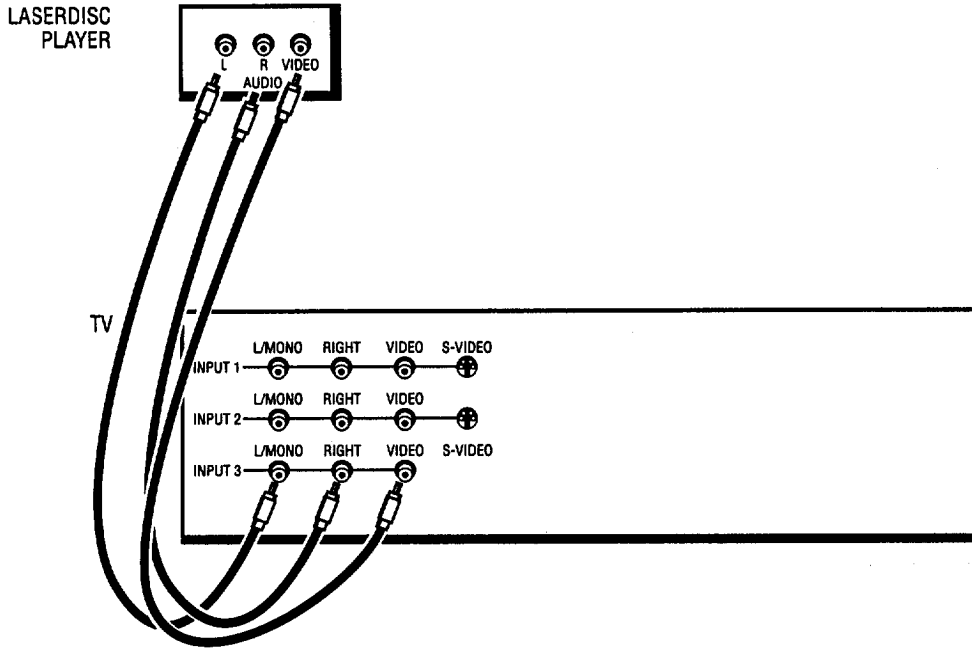 LASERDISC
PLAYER
L R VIDEO
AUDIO
TV
L/MONO RIGHT VIDEO S-VIDEO
INPUT 1
L/MONO RIGHT VIDEO
INPUT 2
L/MONO RIGHT VIDEO S-VIDEO
INPUT 3